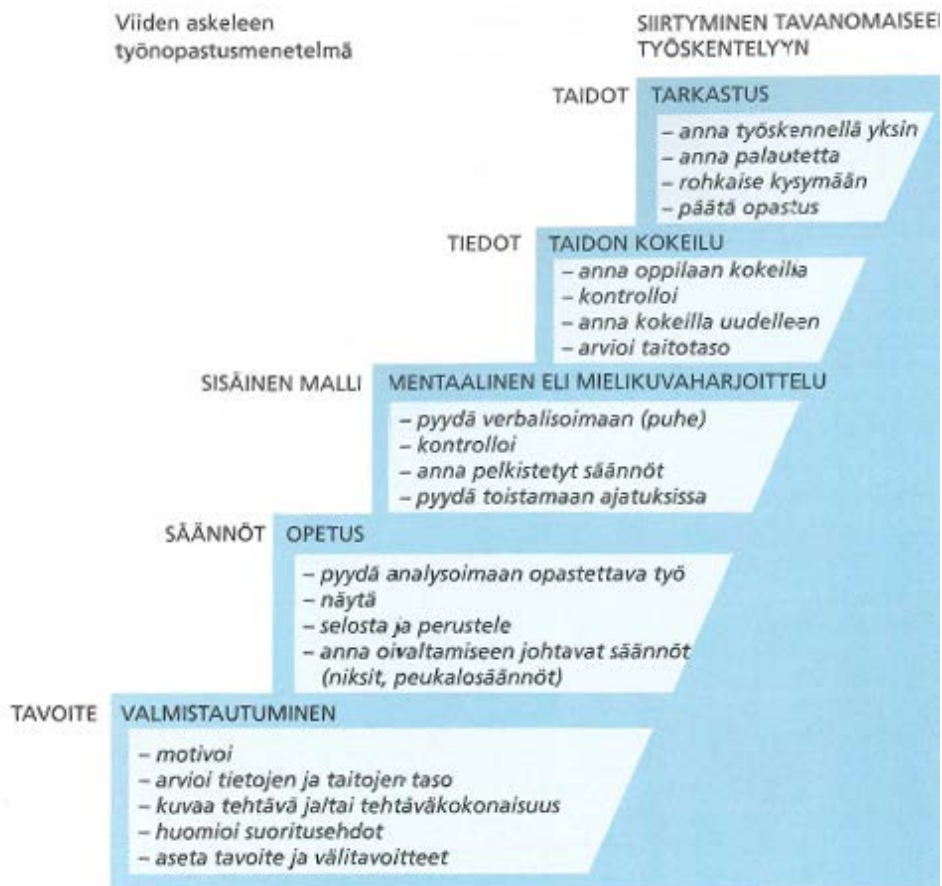 Viiden askeleen
työnopastusmenetelmä
SIIRTYMINEN TAVANOMAISEE
TYÖSKENTELYYN
TAIDOT
TARKASTUS
– anna työskennellä yksin
– anna palautetta
– rohkaise kysymään
– päätä opastus
TIEDOT
TAIDON KOKEILU
– anna oppilaan kokeilla
– kontrolloi
– anna kokeilla uudelleen
– arvioi taitotaso
SISÄINEN MALLI
MENTAALINEN ELI MIELIKUVAHARJOITTELU
– pyydä verbalisoimaan (puhe)
– kontrolloi
– anna pelkistetyt säännöt
– pyydä toistamaan ajatuksissa
SÄÄNNÖT
OPETUS
– pyydä analysoimaan opastettava työ
– näytä
– selosta ja perustele
– anna oivaltamiseen johtavat säännöt
(niksit, peukalosäännöt)
TAVOITE
VALMISTAUTUMINEN
– motivoi
– arvioi tietojen ja taitojen taso
– kuvaa tehtävä ja/tai tehtäväkokonaisuus
– huomioi suoritusehdot
– aseta tavoite ja välitavoitteet